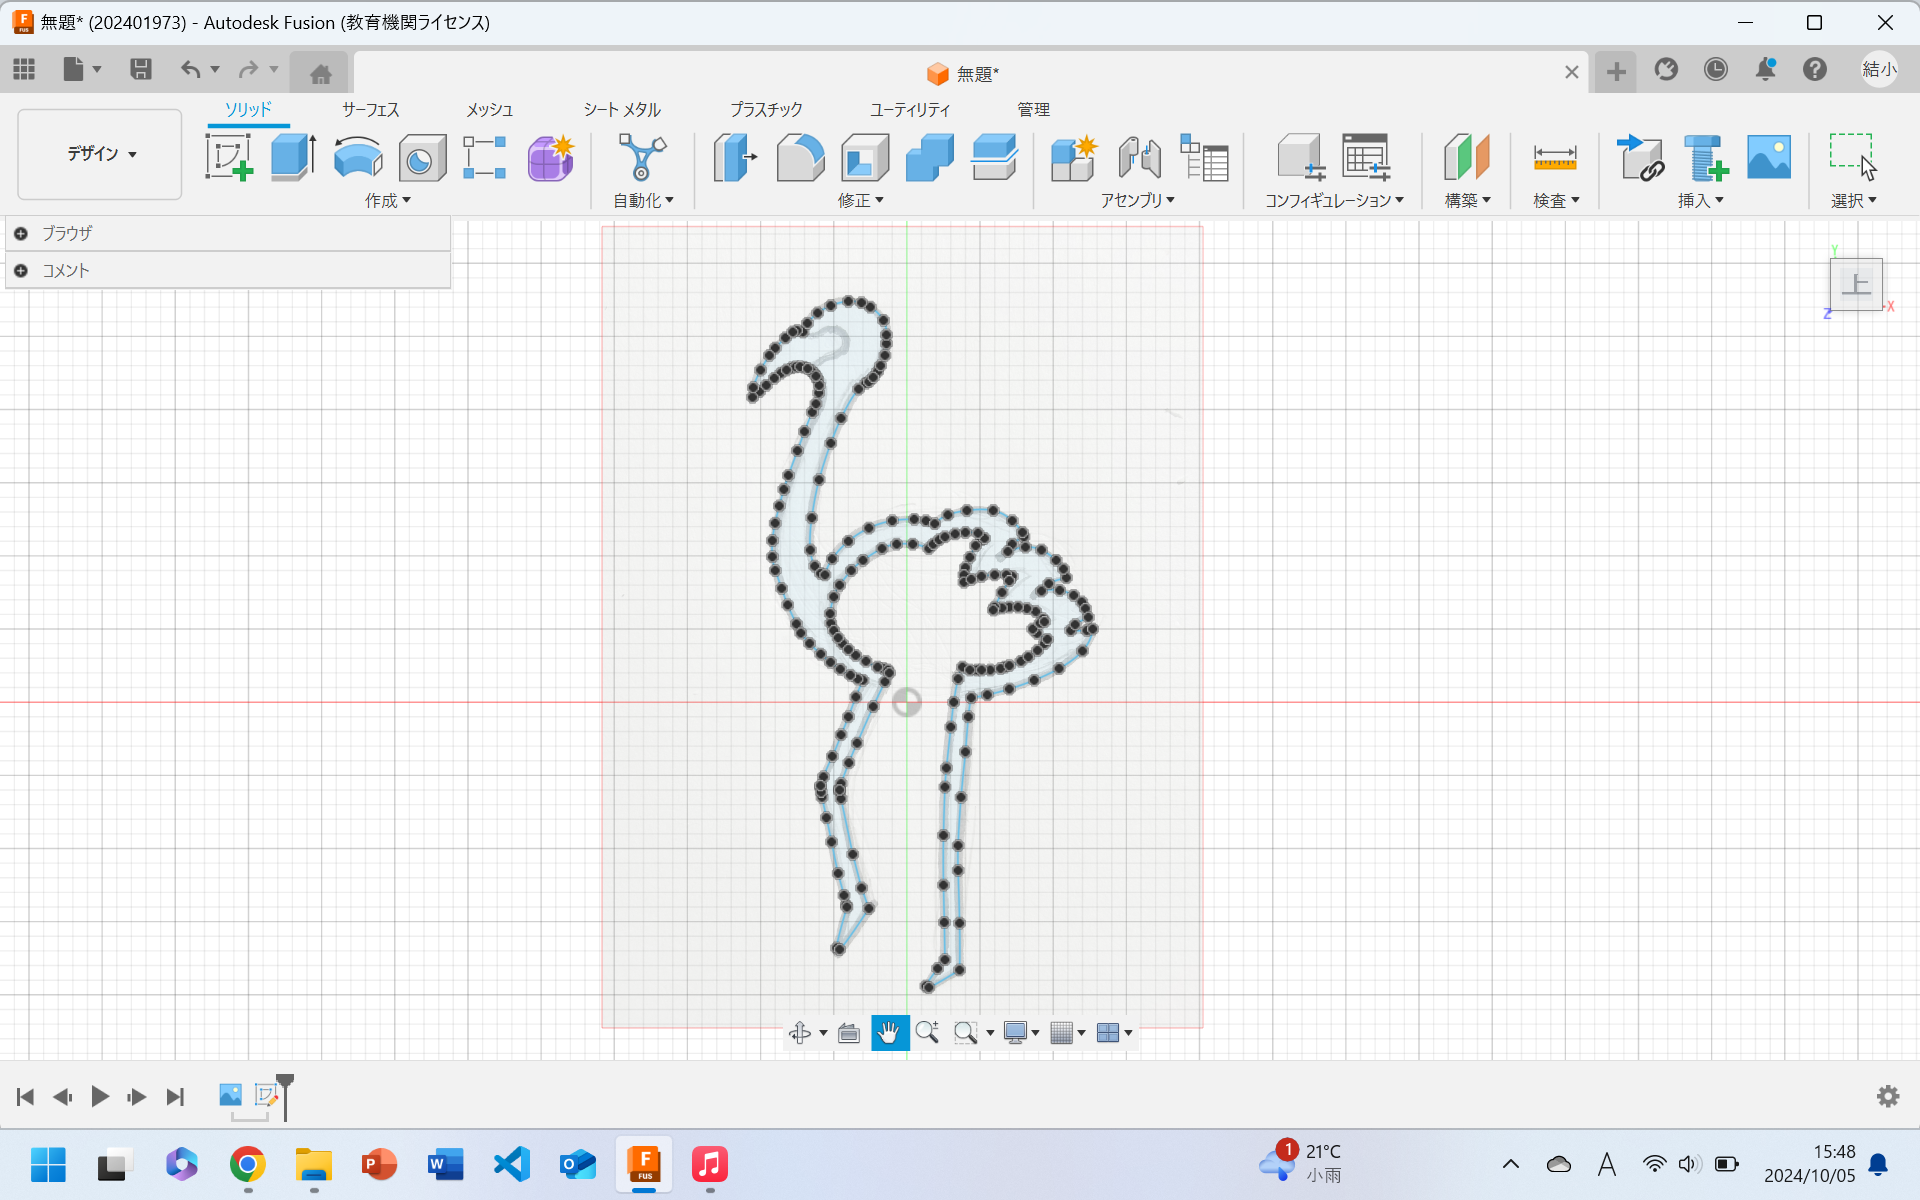 無題* (202401973) - Autodesk Fusion (教育機関ライセンス)
無題*
結小
ソリッド サーフェス メッシュ シート メタル プラスチック ユーティリティ 管理
デザイン
作成 自動化 修正 アセンブリ コンフィギュレーション 構築 検査 挿入 選択
ブラウザ
コメント
Y
上
Z X
1
21°C
小雨
A
15:48
2024/10/05
F
FUS
P
W
O